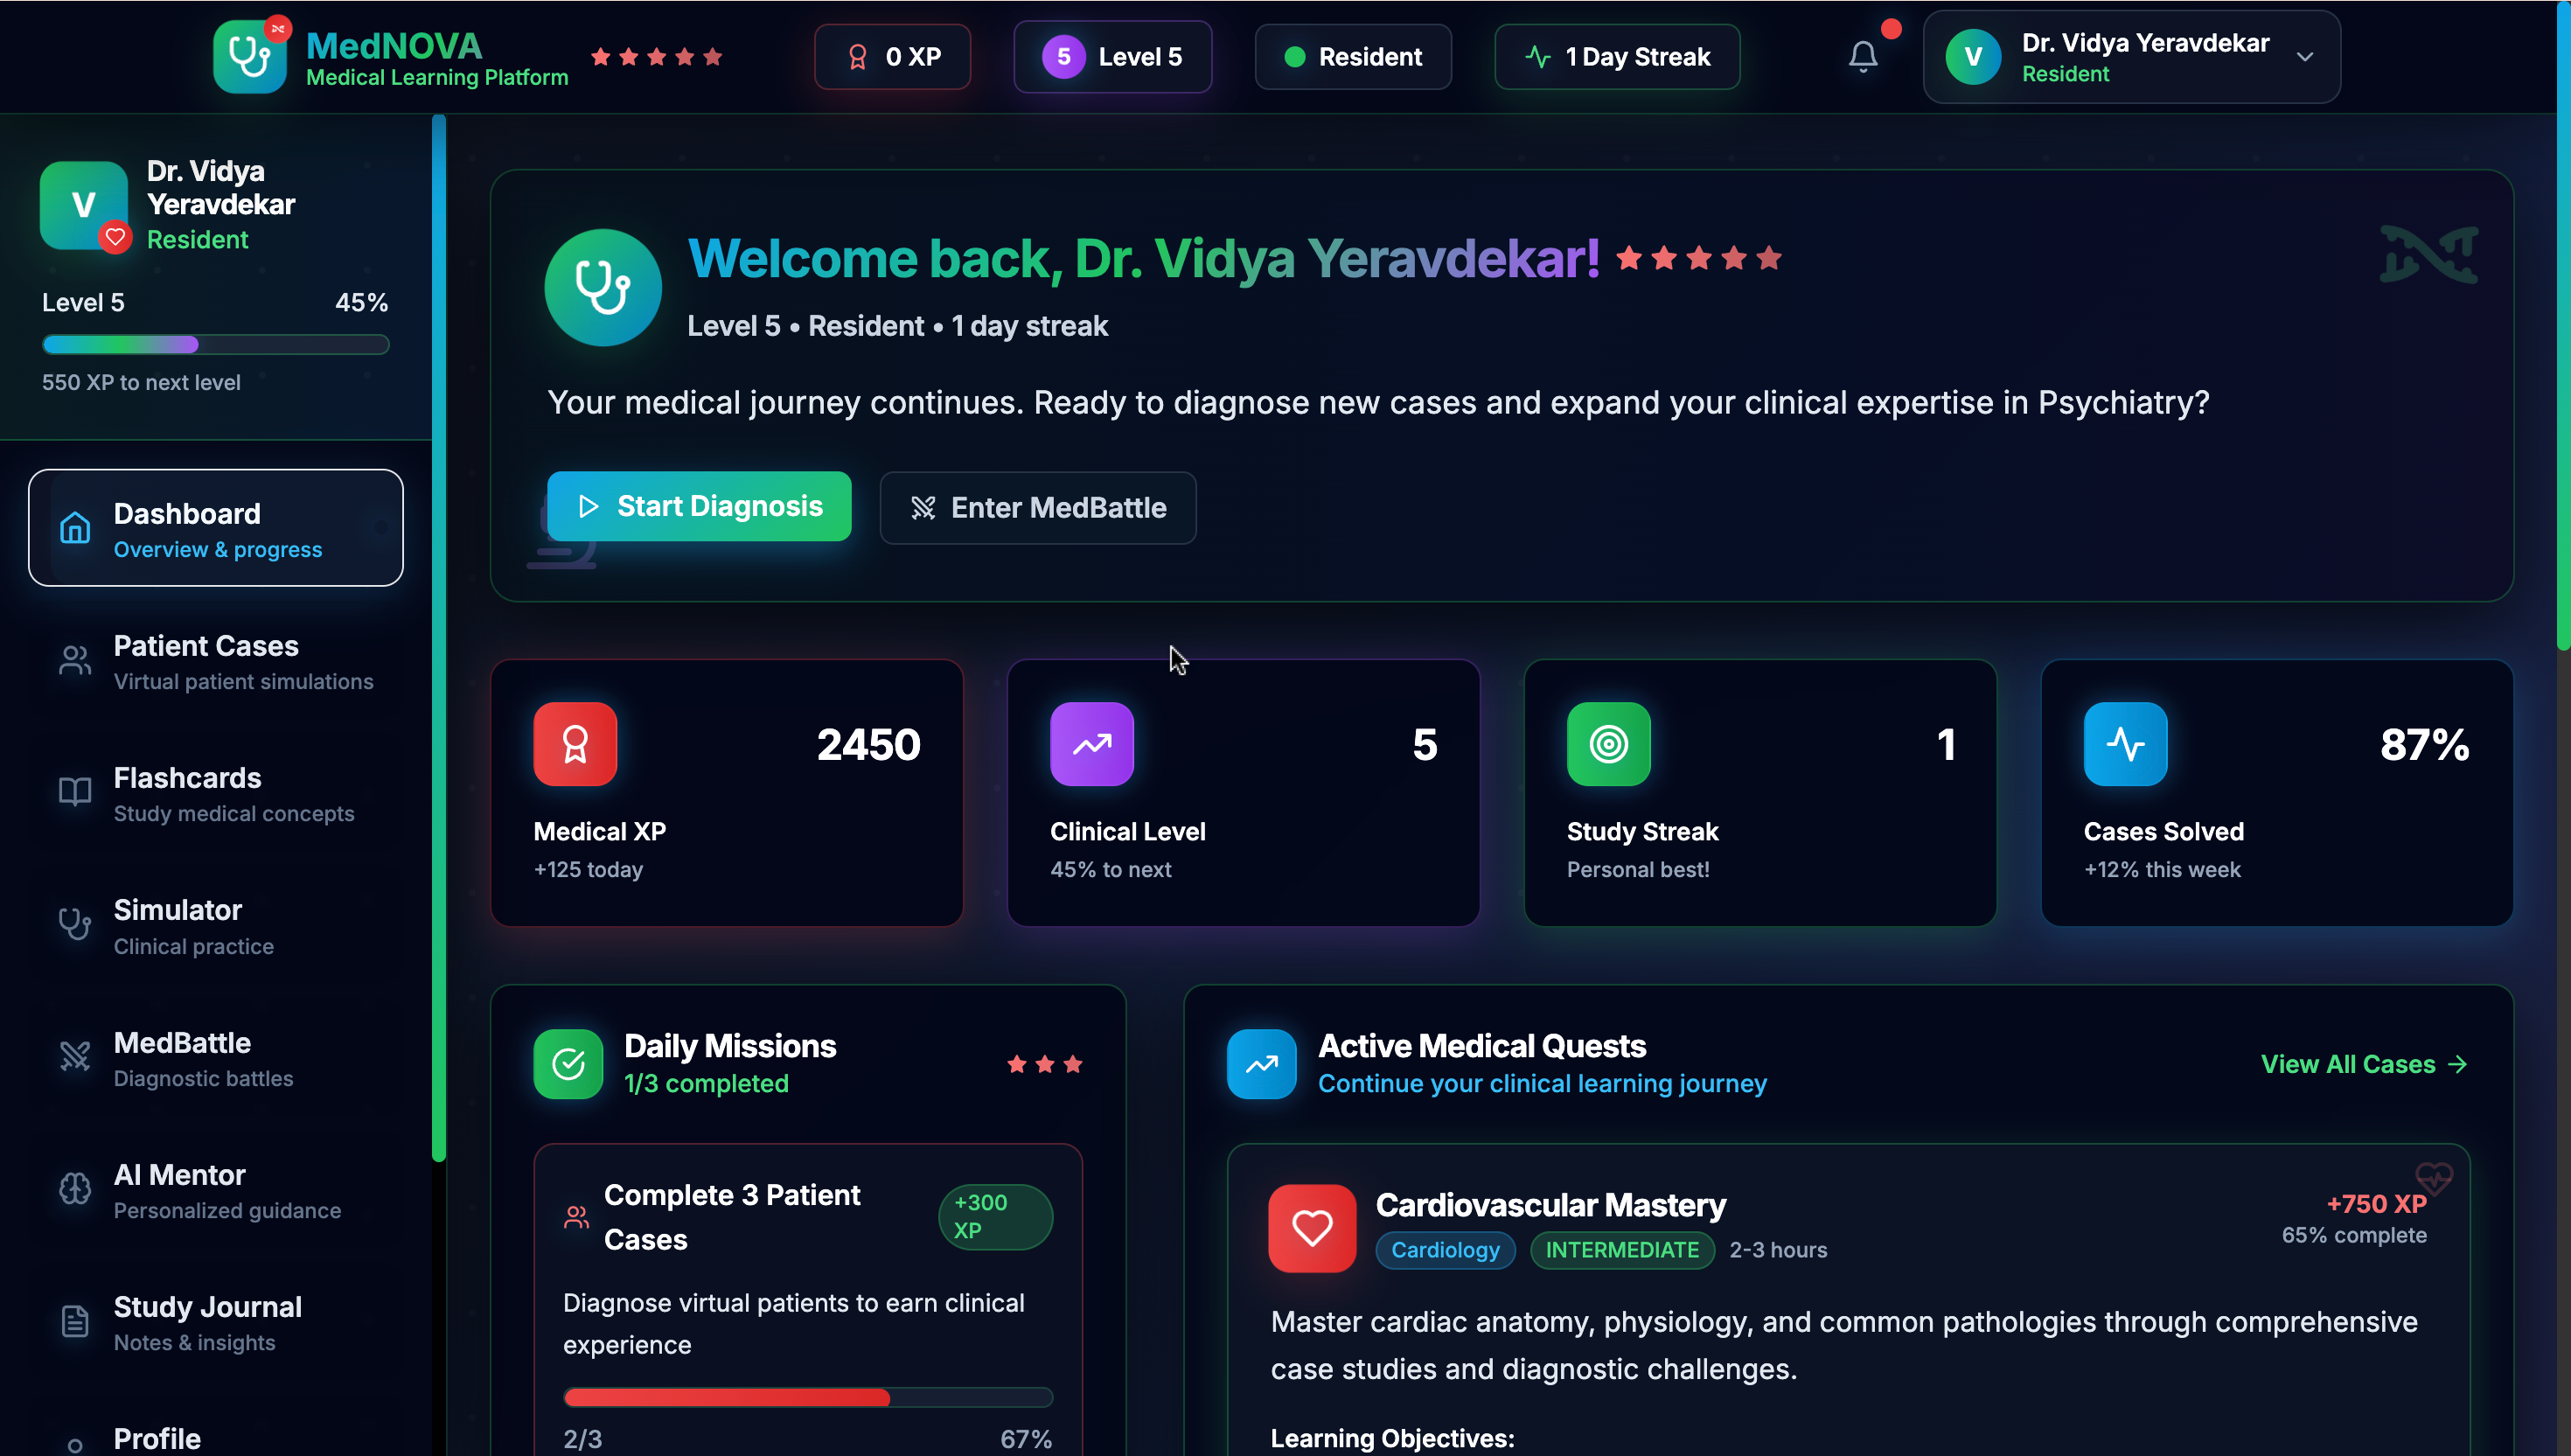 MedNOVA
Medical Learning Platform
0 XP
5 Level 5
Resident
1 Day Streak
V
Dr. Vidya Yeravdekar
Resident
V
Dr. Vidya
Yeravdekar
Resident
Level 5 45%
550 XP to next level
Dashboard
Overview & progress
Patient Cases
Virtual patient simulations
Flashcards
Study medical concepts
Simulator
Clinical practice
MedBattle
Diagnostic battles
AI Mentor
Personalized guidance
Study Journal
Notes & insights
Profile
Welcome back, Dr. Vidya Yeravdekar!
Level 5 • Resident • 1 day streak
Your medical journey continues. Ready to diagnose new cases and expand your clinical expertise in Psychiatry?
Start Diagnosis
Enter MedBattle
2450
Medical XP
+125 today
5
Clinical Level
45% to next
1
Study Streak
Personal best!
87%
Cases Solved
+12% this week
Daily Missions
1/3 completed
Complete 3 Patient
Cases
+300
XP
Diagnose virtual patients to earn clinical
experience
2/3 67%
Active Medical Quests
Continue your clinical learning journey
View All Cases →
Cardiovascular Mastery
Cardiology INTERMEDIATE 2-3 hours
+750 XP
65% complete
Master cardiac anatomy, physiology, and common pathologies through comprehensive
case studies and diagnostic challenges.
Learning Objectives: